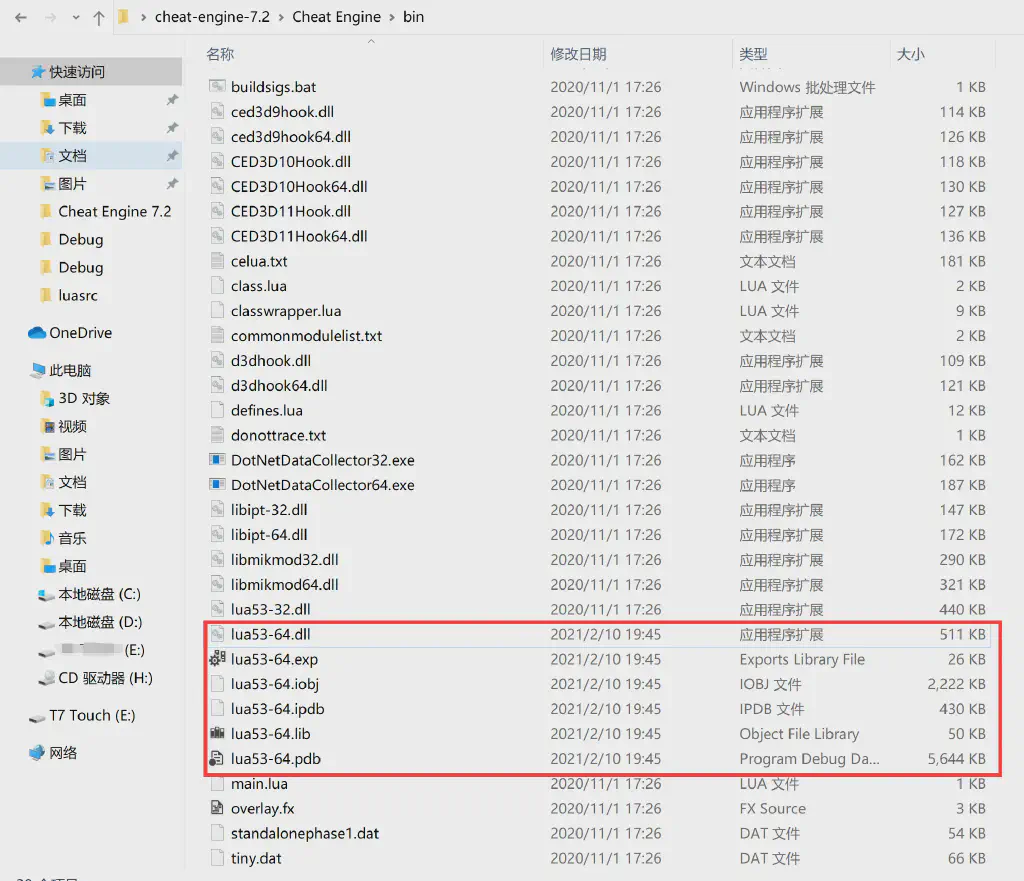 cheat-engine-7.2 › Cheat Engine › bin
名称 修改日期 类型 大小
快速访问
桌面
下载
文档
图片
Cheat Engine 7.2
Debug
Debug
luasrc
OneDrive
此电脑
3D 对象
视频
图片
文档
下载
音乐
桌面
本地磁盘 (C:)
本地磁盘 (D:)
(E:)
CD 驱动器 (H:)
T7 Touch (E:)
网络
buildsigs.bat 2020/11/1 17:26 Windows 批处理文件 1 KB
ced3d9hook.dll 2020/11/1 17:26 应用程序扩展 114 KB
ced3d9hook64.dll 2020/11/1 17:26 应用程序扩展 126 KB
CED3D10Hook.dll 2020/11/1 17:26 应用程序扩展 118 KB
CED3D10Hook64.dll 2020/11/1 17:26 应用程序扩展 130 KB
CED3D11Hook.dll 2020/11/1 17:26 应用程序扩展 127 KB
CED3D11Hook64.dll 2020/11/1 17:26 应用程序扩展 136 KB
celua.txt 2020/11/1 17:26 文本文档 181 KB
class.lua 2020/11/1 17:26 LUA 文件 2 KB
classwrapper.lua 2020/11/1 17:26 LUA 文件 9 KB
commonmodulelist.txt 2020/11/1 17:26 文本文档 2 KB
d3dhook.dll 2020/11/1 17:26 应用程序扩展 109 KB
d3dhook64.dll 2020/11/1 17:26 应用程序扩展 121 KB
defines.lua 2020/11/1 17:26 LUA 文件 12 KB
donottrace.txt 2020/11/1 17:26 文本文档 1 KB
DotNetDataCollector32.exe 2020/11/1 17:26 应用程序 162 KB
DotNetDataCollector64.exe 2020/11/1 17:26 应用程序 187 KB
libipt-32.dll 2020/11/1 17:26 应用程序扩展 147 KB
libipt-64.dll 2020/11/1 17:26 应用程序扩展 172 KB
libmikmod32.dll 2020/11/1 17:26 应用程序扩展 290 KB
libmikmod64.dll 2020/11/1 17:26 应用程序扩展 321 KB
lua53-32.dll 2020/11/1 17:26 应用程序扩展 440 KB
lua53-64.dll 2021/2/10 19:45 应用程序扩展 511 KB
lua53-64.exp 2021/2/10 19:45 Exports Library File 26 KB
lua53-64.iobj 2021/2/10 19:45 IOBJ 文件 2,222 KB
lua53-64.ipdb 2021/2/10 19:45 IPDB 文件 430 KB
lua53-64.lib 2021/2/10 19:45 Object File Library 50 KB
lua53-64.pdb 2021/2/10 19:45 Program Debug Da... 5,644 KB
main.lua 2020/11/1 17:26 LUA 文件 1 KB
overlay.fx 2020/11/1 17:26 FX Source 3 KB
standalonephase1.dat 2020/11/1 17:26 DAT 文件 54 KB
tiny.dat 2020/11/1 17:26 DAT 文件 66 KB